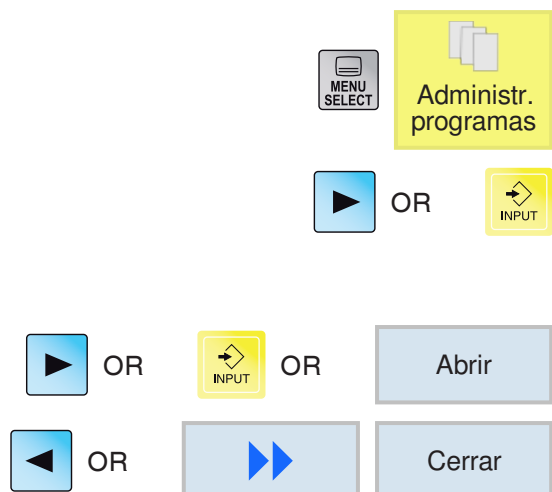 MENU
SELECT
Administr.
programas
OR
INPUT
OR
INPUT
OR
Abrir
OR
Cerrar